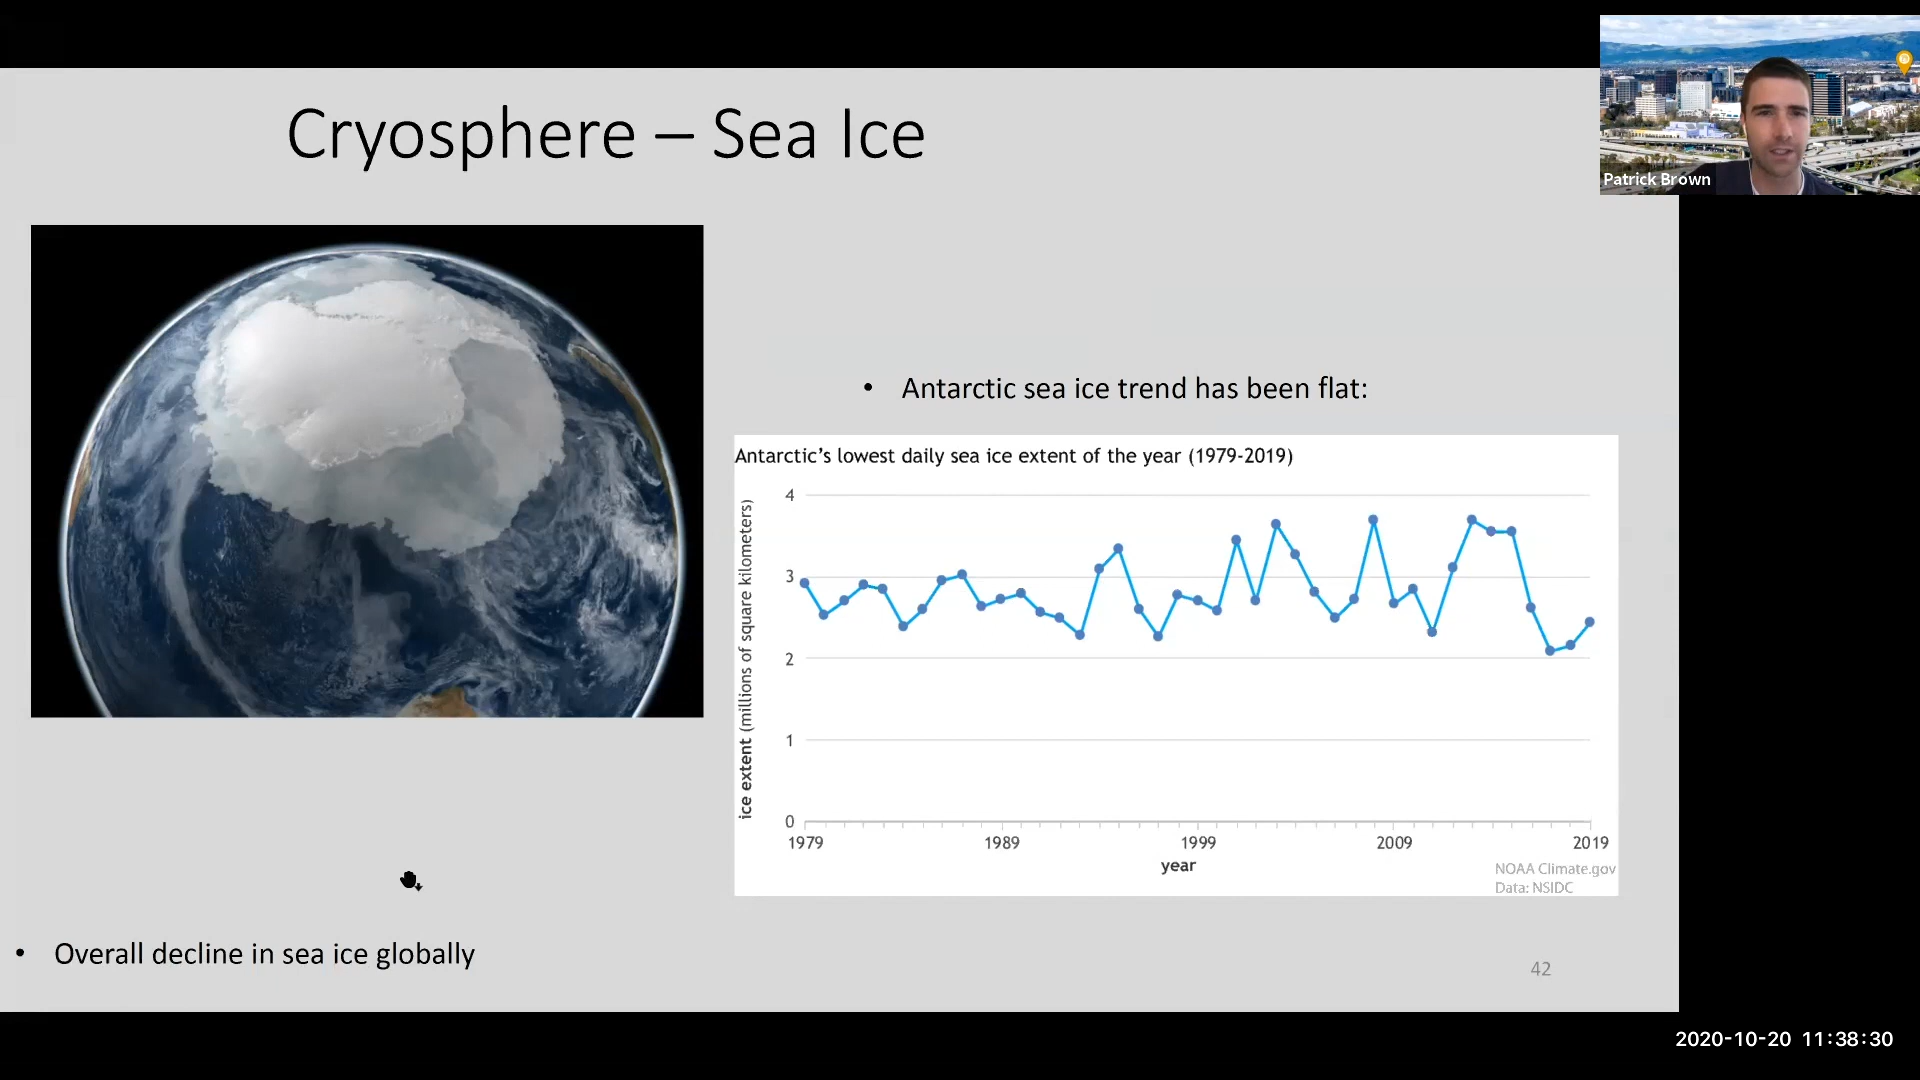 Cryosphere – Sea Ice
Patrick Brown
• Antarctic sea ice trend has been flat:
Antarctic's lowest daily sea ice extent of the year (1979-2019)
ice extent (millions of square kilometers)
4
3
2
1
0
1979 1989 1999 2009 2019
year
NOAA Climate.gov
Data: NSIDC
• Overall decline in sea ice globally
42
2020-10-20 11:38:30